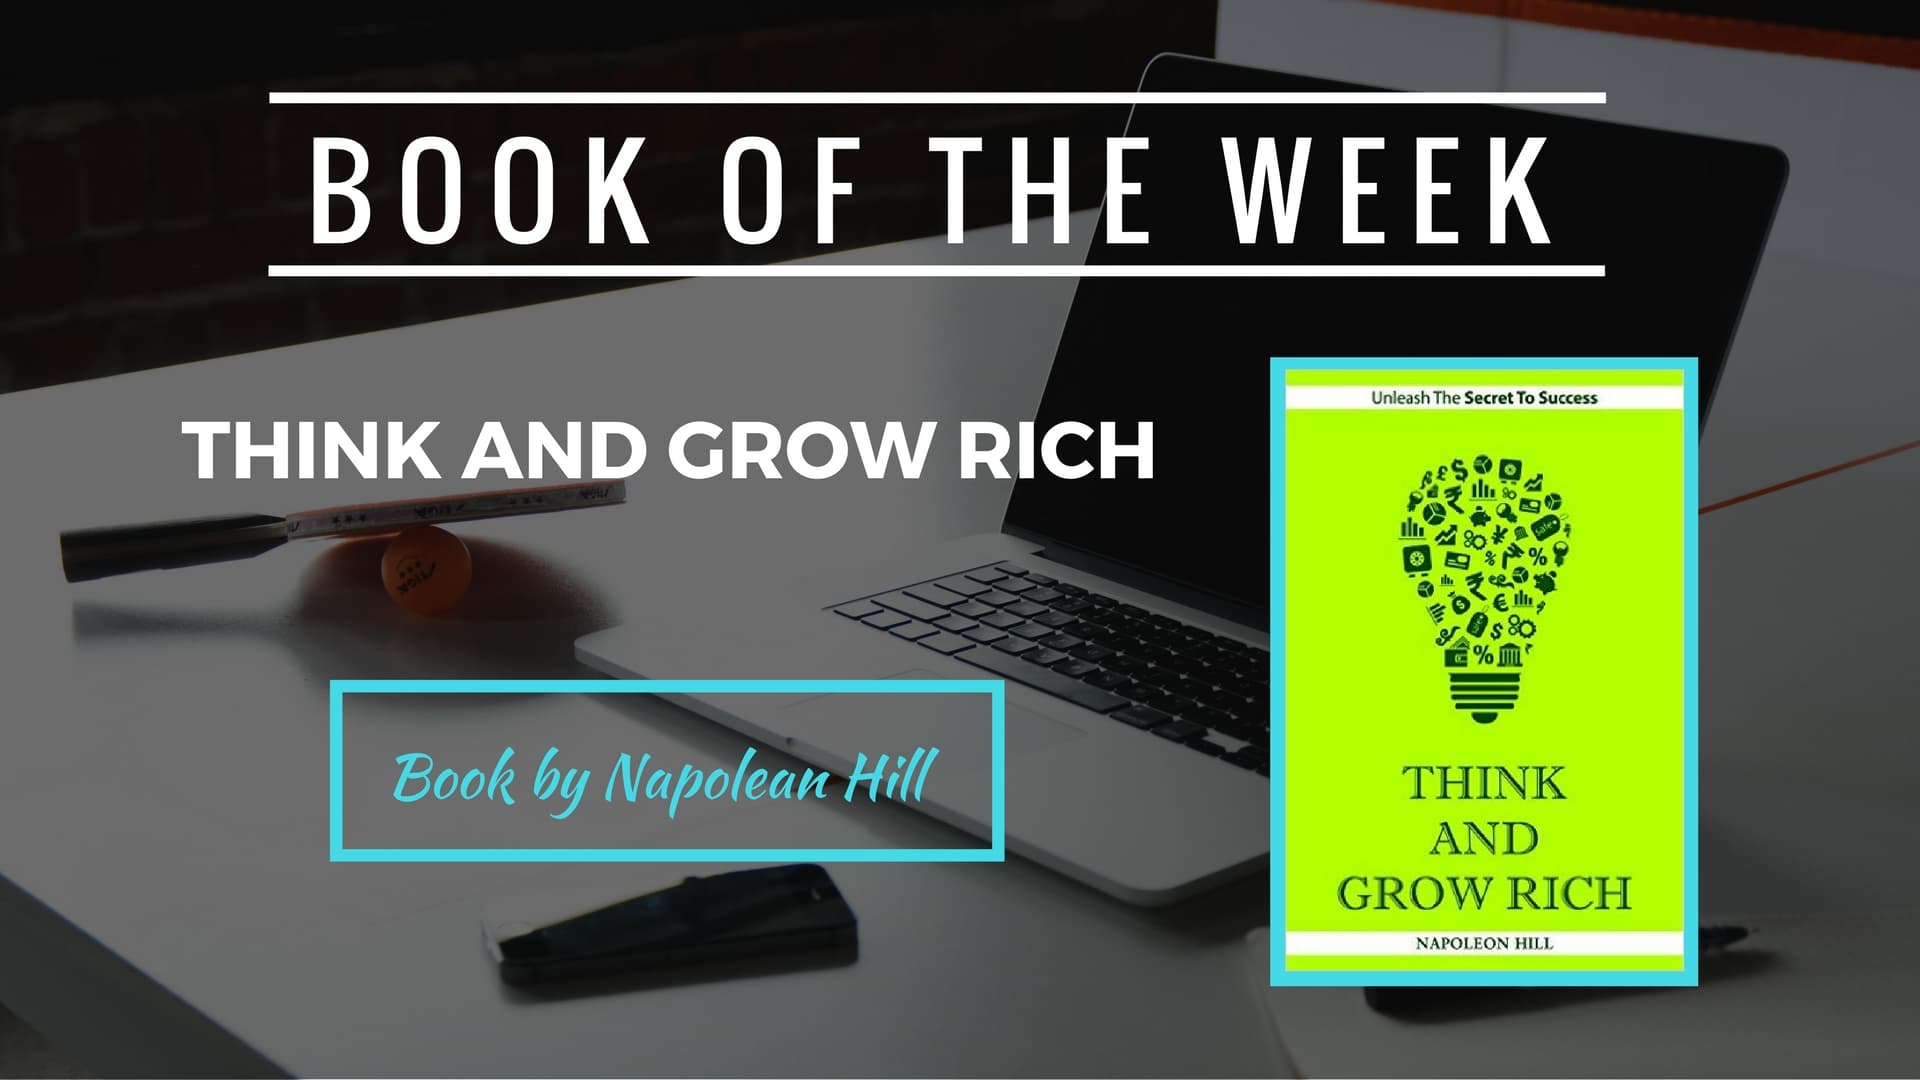 BOOK OF THE WEEK
THINK AND GROW RICH
Book by Napolean Hill
Unleash The Secret To Success
sale
%
%
%
THINK
AND
GROW RICH
NAPOLEON HILL